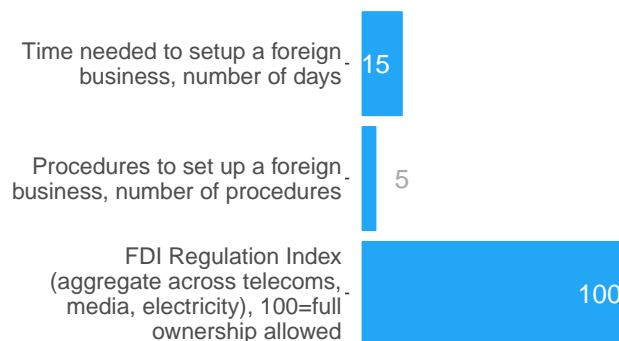 Time needed to setup a foreign
business, number of days
15
Procedures to set up a foreign
business, number of procedures
5
FDI Regulation Index
(aggregate across telecoms,
media, electricity), 100=full
ownership allowed
100